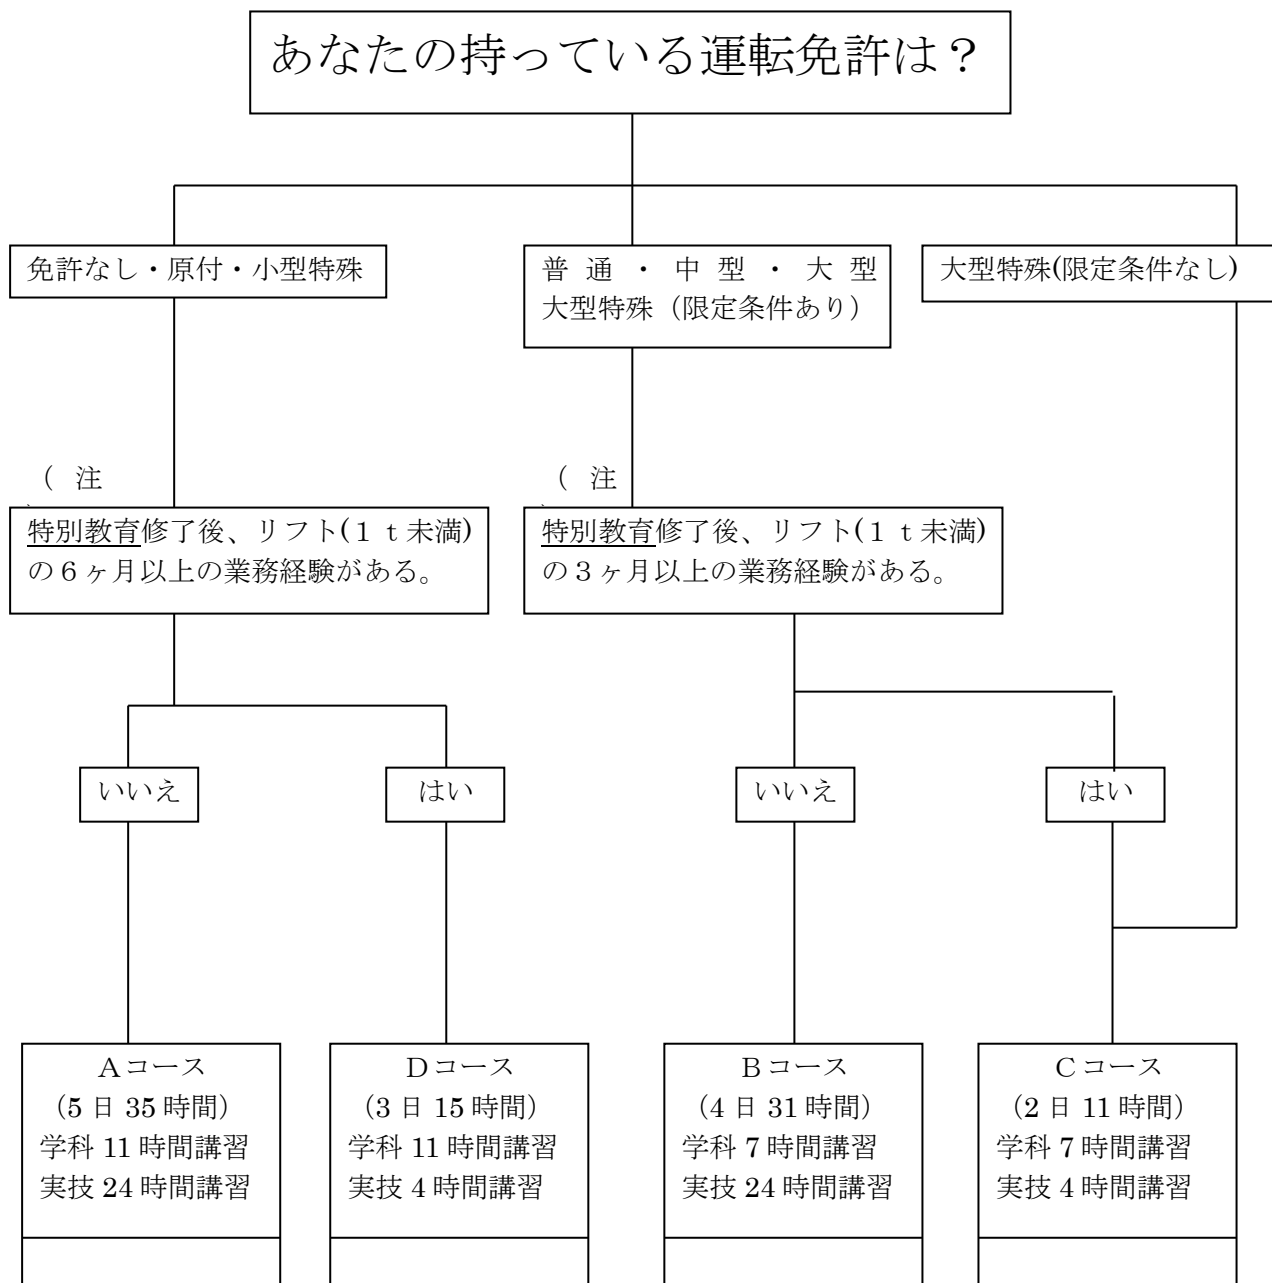 あなたの持っている運転免許は？
免許なし・原付・小型特殊
普通・中型・大型
大型特殊（限定条件あり）
大型特殊(限定条件なし)
（注
（注
特別教育修了後、リフト(１ｔ未満)
の６ヶ月以上の業務経験がある。
特別教育修了後、リフト(１ｔ未満)
の３ヶ月以上の業務経験がある。
いいえ
はい
いいえ
はい
Ａコース
（5日35時間）
学科11時間講習
実技24時間講習
Ｄコース
（3日15時間）
学科11時間講習
実技4時間講習
Ｂコース
（4日31時間）
学科7時間講習
実技24時間講習
Ｃコース
（2日11時間）
学科7時間講習
実技4時間講習